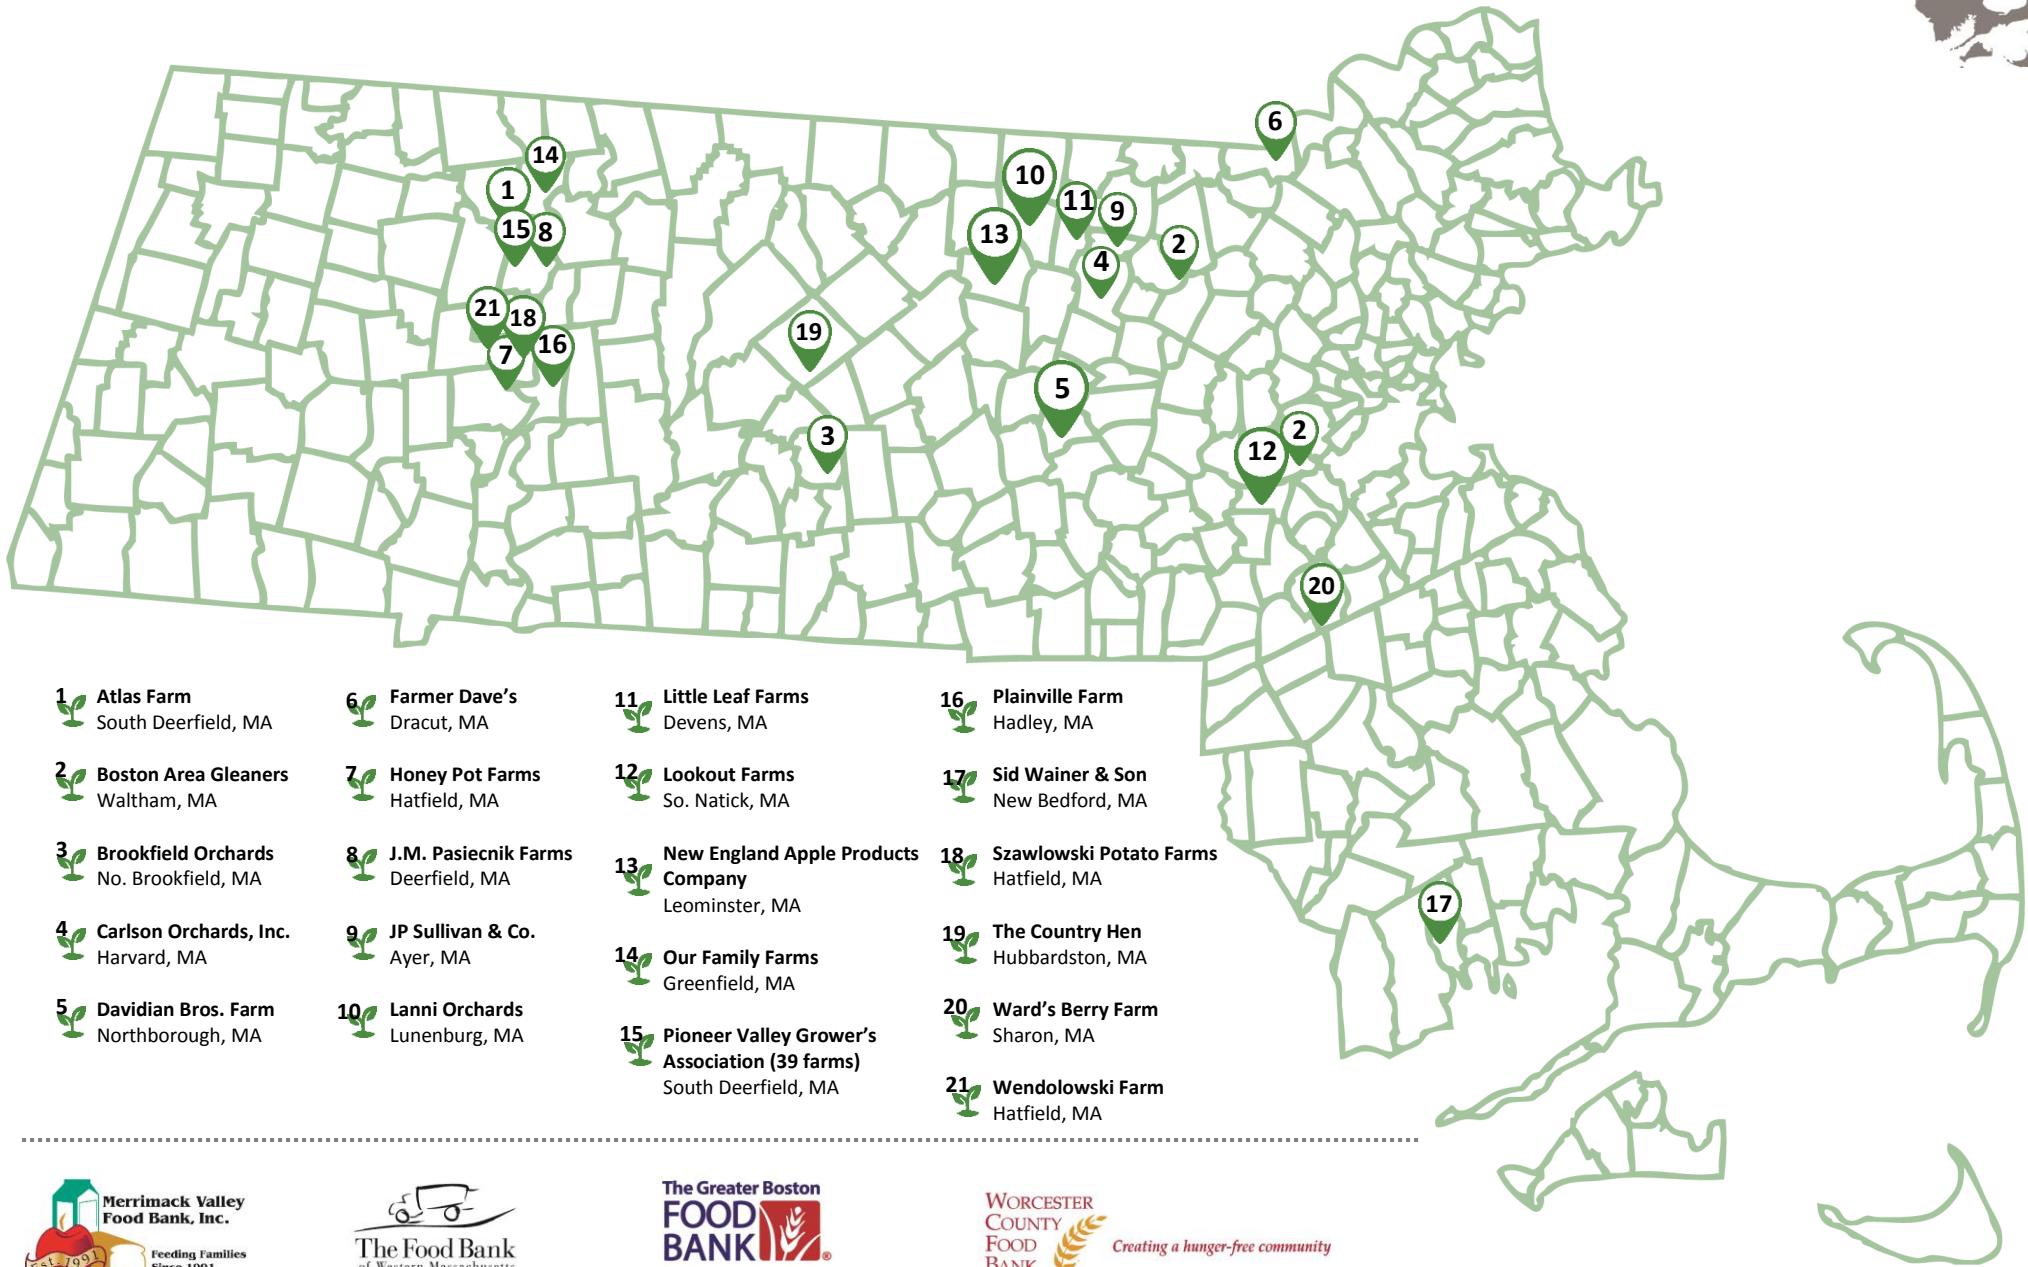 6
14
10
1
11
9
15
8
13
2
4
21
18
19
16
7
5
3
2
12
20
17
1
Atlas Farm
South Deerfield, MA
2
Boston Area Gleaners
Waltham, MA
3
Brookfield Orchards
No. Brookfield, MA
4
Carlson Orchards, Inc.
Harvard, MA
5
Davidian Bros. Farm
Northborough, MA
6
Farmer Dave's
Dracut, MA
7
Honey Pot Farms
Hatfield, MA
8
J.M. Pasiecnik Farms
Deerfield, MA
9
JP Sullivan & Co.
Ayer, MA
10
Lanni Orchards
Lunenburg, MA
11
Little Leaf Farms
Devens, MA
12
Lookout Farms
So. Natick, MA
13
New England Apple Products
Company
Leominster, MA
14
Our Family Farms
Greenfield, MA
15
Pioneer Valley Grower's
Association (39 farms)
South Deerfield, MA
16
Plainville Farm
Hadley, MA
17
Sid Wainer & Son
New Bedford, MA
18
Szawlowski Potato Farms
Hatfield, MA
19
The Country Hen
Hubbardston, MA
20
Ward's Berry Farm
Sharon, MA
21
Wendolowski Farm
Hatfield, MA
Merrimack Valley
Food Bank, Inc.
Feeding Families
Since 1991
Est. 1991
The Food Bank
of Western Massachusetts
The Greater Boston
FOOD
BANK
®
WORCESTER
COUNTY
FOOD
BANK
Creating a hunger-free community